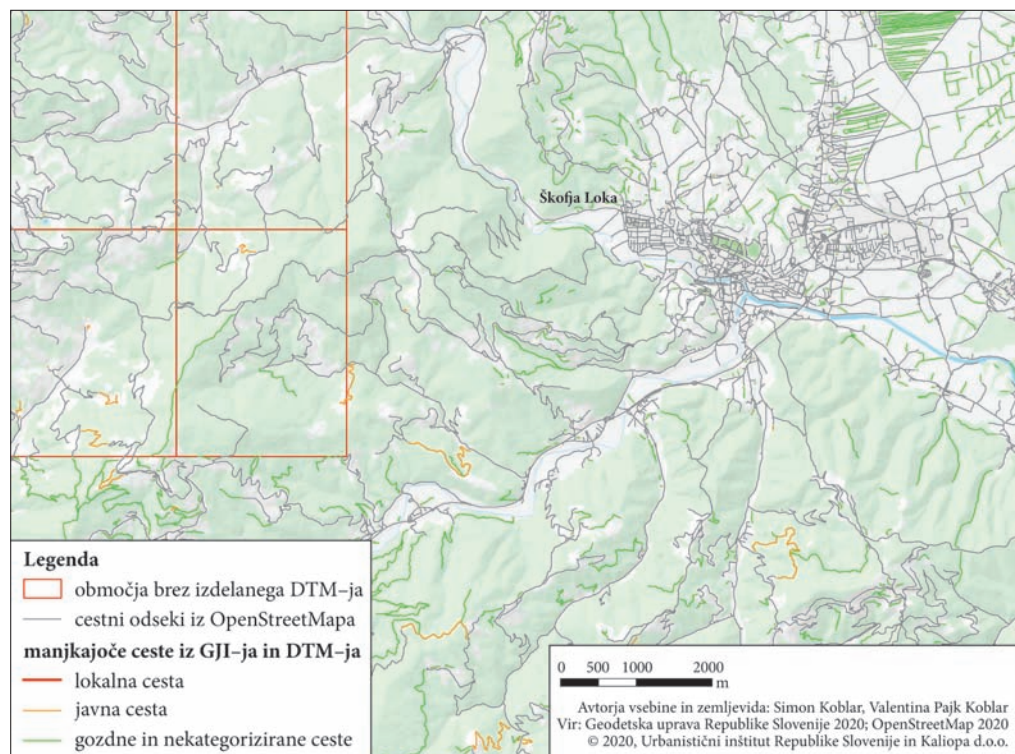 Škofja Loka
Legenda
območja brez izdelanega DTM–ja
cestni odseki iz OpenStreetMapa
manjkajoče ceste iz GJI–ja in DTM–ja
lokalna cesta
javna cesta
gozdne in nekategorizirane ceste
0 500 1000 2000
m
Avtorja vsebine in zemljevida: Simon Koblar, Valentina Pajk Koblar
Vir: Geodetska uprava Republike Slovenije 2020; OpenStreetMap 2020
© 2020, Urbanistični inštitut Republike Slovenije in Kaliopa d.o.o.